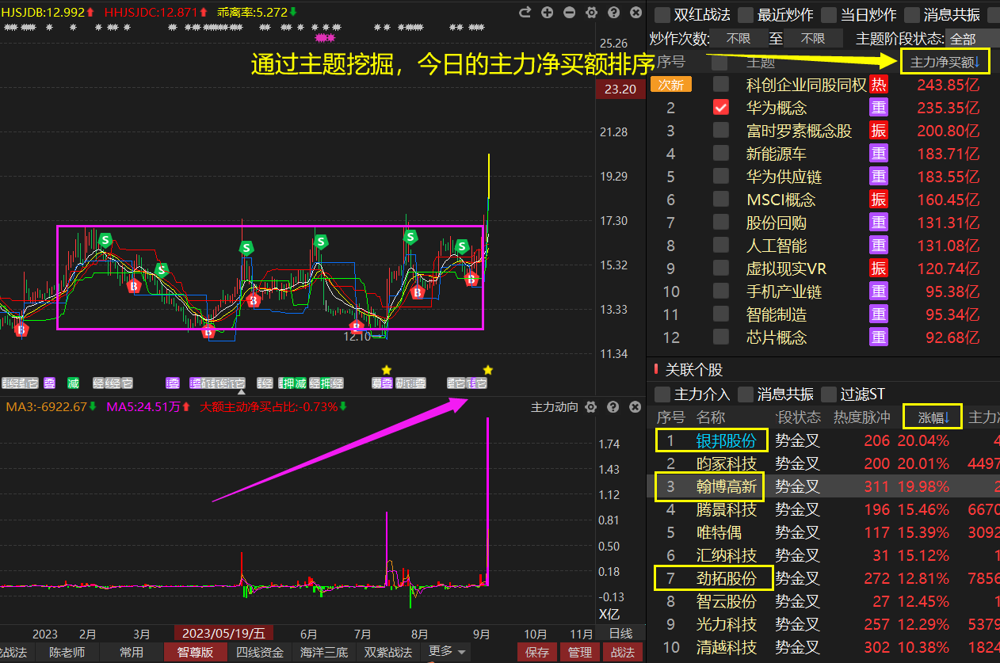 HJSJDB:12.992 HHJSJDC:12.871 乖离率:5.272
通过主题挖掘，今日的主力净买额排序
25.26
23.20
21.28
19.29
17.30
15.32
13.33
11.34
12.10
MA3:-6922.67 MA5:24.51万 大额主动净买占比:-0.73% 主力动向
1.74
1.43
1.12
0.81
0.50
0.18
-0.13
X亿
2023 2月 3月 2023/05/19/五 6月 7月 8月 9月 10月 11月 日线
战法 陈老师 常用 智尊版 四线资金 海洋三底 双紫战法 更多 保存 管理 战法
双红战法 最近炒作 当日炒作 消息共振
炒作次数: 不限 至 不限 主题阶段状态: 全部
序号 主题 主力净买额↓
次新 科创企业同股同权 热 243.85亿
2 华为概念 重 235.35亿
3 富时罗素概念股 振 200.80亿
4 新能源车 重 183.71亿
5 华为供应链 重 183.55亿
6 MSCI概念 振 160.45亿
7 股份回购 重 131.31亿
8 人工智能 重 131.08亿
9 虚拟现实VR 振 120.74亿
10 手机产业链 重 95.38亿
11 智能制造 重 95.34亿
12 芯片概念 重 92.68亿
关联个股
主力介入 消息共振 过滤ST
序号 名称 段状态 热度脉冲 涨幅↓ 主力
1 银邦股份 势金叉 206 20.04% 4
2 昀冢科技 势金叉 200 20.01% 4497
3 翰博高新 势金叉 311 19.98% 2
4 腾景科技 势金叉 196 15.46% 6670
5 唯特偶 势金叉 117 15.39% 3092
6 汇纳科技 势金叉 31 15.12% 1
7 劲拓股份 势金叉 272 12.81% 7856
8 智云股份 势金叉 27 12.45% 1
9 光力科技 势金叉 257 12.29% 5379
10 清越科技 势金叉 302 10.38% 1824